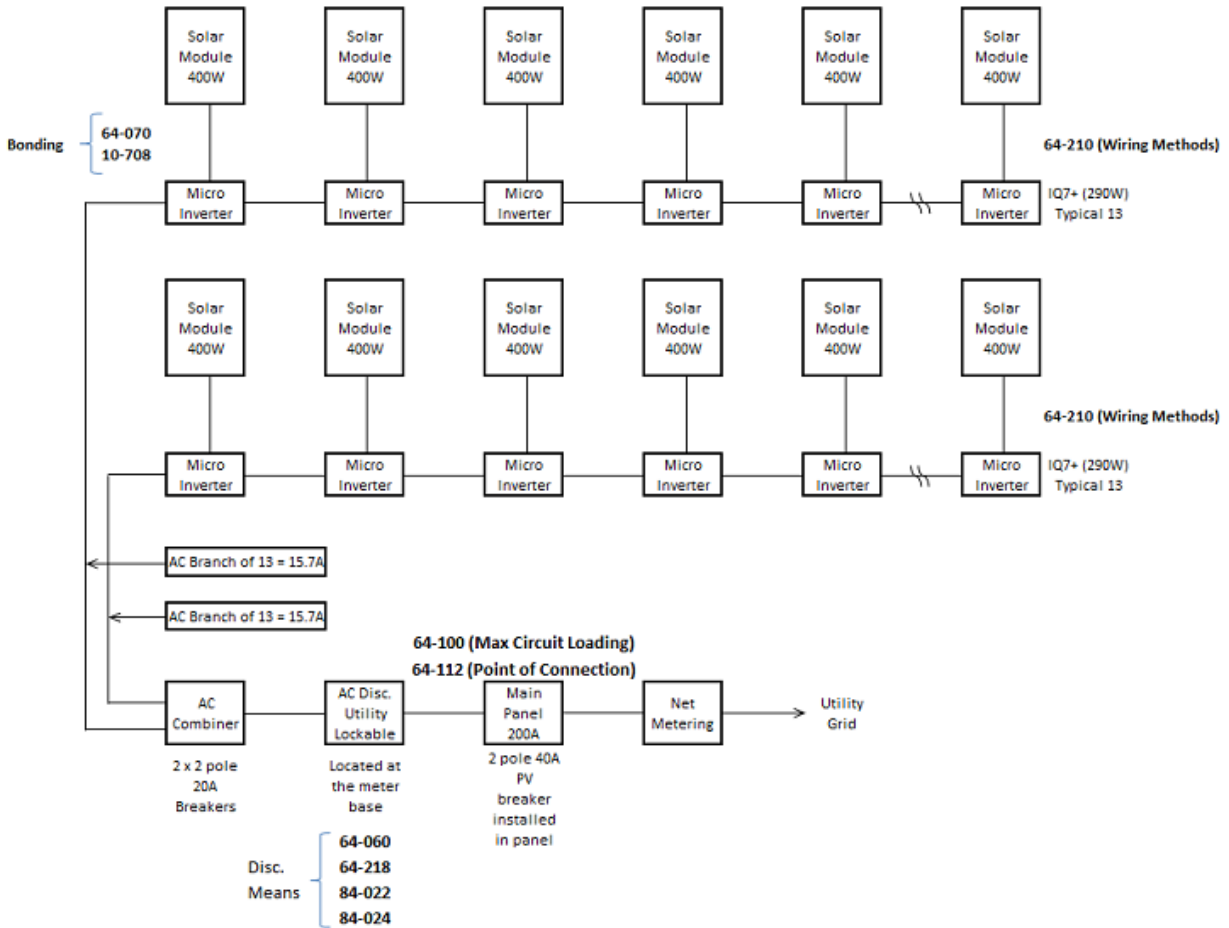 Solar
Module
400W
Solar
Module
400W
Solar
Module
400W
Solar
Module
400W
Solar
Module
400W
Solar
Module
400W
Bonding
64-070
10-708
64-210 (Wiring Methods)
Micro
Inverter
Micro
Inverter
Micro
Inverter
Micro
Inverter
Micro
Inverter
Micro
Inverter
IQ7+ (290W)
Typical 13
Solar
Module
400W
Solar
Module
400W
Solar
Module
400W
Solar
Module
400W
Solar
Module
400W
Solar
Module
400W
64-210 (Wiring Methods)
Micro
Inverter
Micro
Inverter
Micro
Inverter
Micro
Inverter
Micro
Inverter
Micro
Inverter
IQ7+ (290W)
Typical 13
AC Branch of 13 = 15.7A
AC Branch of 13 = 15.7A
64-100 (Max Circuit Loading)
64-112 (Point of Connection)
AC
Combiner
AC Disc.
Utility
Lockable
Main
Panel
200A
Net
Metering
Utility
Grid
2 x 2 pole
20A
Breakers
Located at
the meter
base
2 pole 40A
PV
breaker
installed
in panel
Disc.
Means
64-060
64-218
84-022
84-024